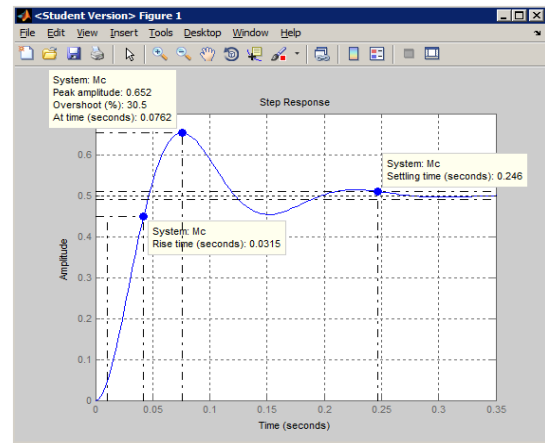 <Student Version> Figure 1
File Edit View Insert Tools Desktop Window Help
System: Mc
Peak amplitude: 0.652
Overshoot (%): 30.5
At time (seconds): 0.0762
Step Response
System: Mc
Settling time (seconds): 0.246
System: Mc
Rise time (seconds): 0.0315
Amplitude
0.6
0.5
0.4
0.3
0.2
0.1
0
0 0.05 0.1 0.15 0.2 0.25 0.3 0.35
Time (seconds)